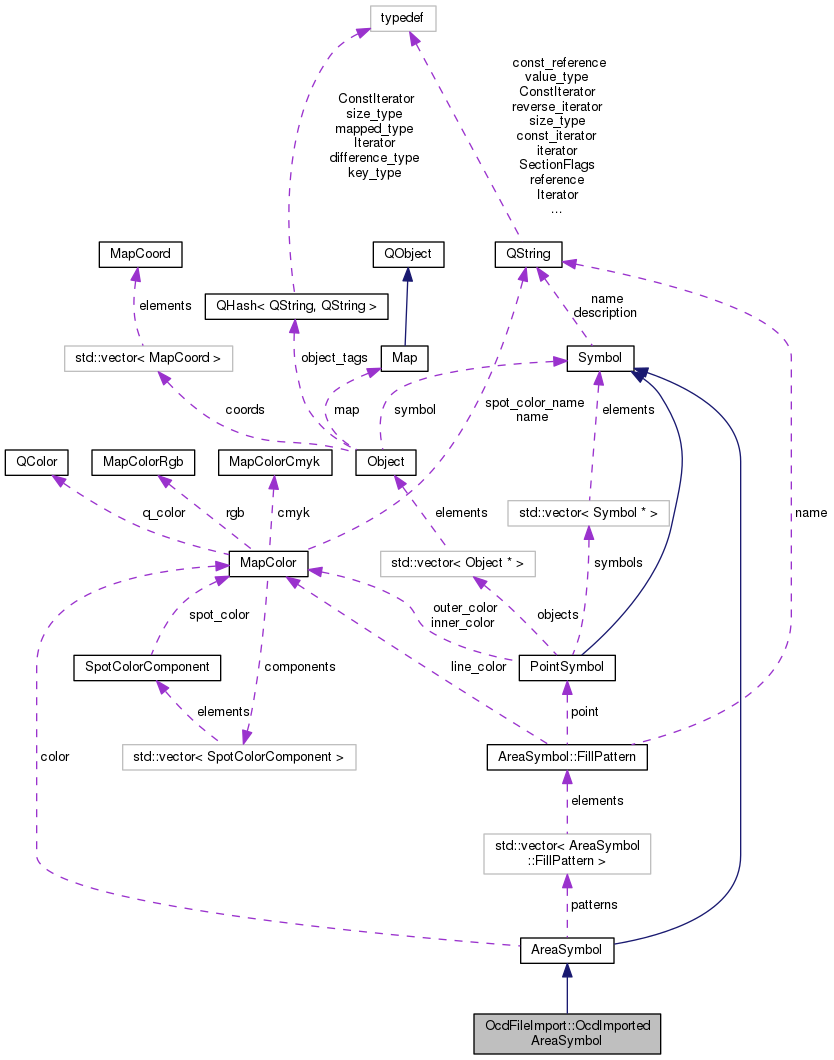 typedef
const_reference
value_type
ConstIterator
reverse_iterator
size_type
const_iterator
iterator
SectionFlags
reference
Iterator
...
ConstIterator
size_type
mapped_type
Iterator
difference_type
key_type
MapCoord
QObject
QString
elements
QHash< QString, QString >
name
description
std::vector< MapCoord >
object_tags
Map
Symbol
coords
map
symbol
spot_color_name
name
elements
QColor
MapColorRgb
MapColorCmyk
Object
q_color
rgb
cmyk
elements
std::vector< Symbol * >
name
MapColor
std::vector< Object * >
symbols
spot_color
outer_color
inner_color
objects
SpotColorComponent
components
line_color
PointSymbol
elements
point
color
std::vector< SpotColorComponent >
AreaSymbol::FillPattern
elements
std::vector< AreaSymbol
::FillPattern >
patterns
AreaSymbol
OcdFileImport::OcdImported
AreaSymbol